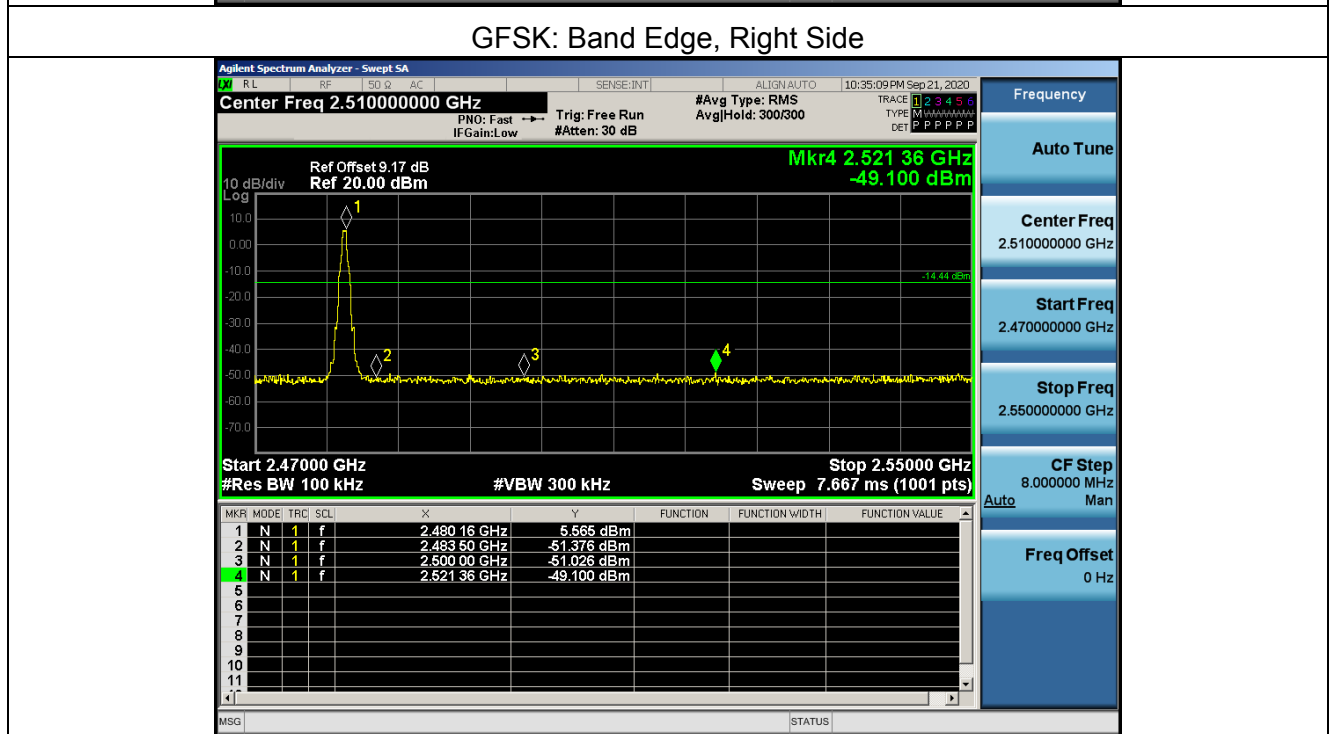 GFSK: Band Edge, Right Side
Agilent Spectrum Analyzer - Swept SA
LXI RL RF 50 Ω AC SENSE:INT ALIGN AUTO 10:35:09 PM Sep 21, 2020
Center Freq 2.510000000 GHz #Avg Type: RMS TRACE 1 2 3 4 5 6
PNO: Fast Trig: Free Run Avg|Hold: 300/300 TYPE M
IFGain:Low #Atten: 30 dB DET P P P P P P
Frequency
Mkr4 2.521 36 GHz
-49.100 dBm
Ref Offset 9.17 dB
10 dB/div Ref 20.00 dBm
Log
10.0
0.00
-10.0
-20.0
-30.0
-40.0
-50.0
-60.0
-70.0
1
2
3
4
-14.44 dBm
Start 2.47000 GHz Stop 2.55000 GHz
#Res BW 100 kHz #VBW 300 kHz Sweep 7.667 ms (1001 pts)
MKR MODE TRC SCL X Y FUNCTION FUNCTION WIDTH FUNCTION VALUE
1 N 1 f 2.480 16 GHz 5.565 dBm
2 N 1 f 2.483 50 GHz -51.376 dBm
3 N 1 f 2.500 00 GHz -51.026 dBm
4 N 1 f 2.521 36 GHz -49.100 dBm
5
6
7
8
9
10
11
Auto Tune
Center Freq
2.510000000 GHz
Start Freq
2.470000000 GHz
Stop Freq
2.550000000 GHz
CF Step
8.000000 MHz
Auto Man
Freq Offset
0 Hz
MSG STATUS